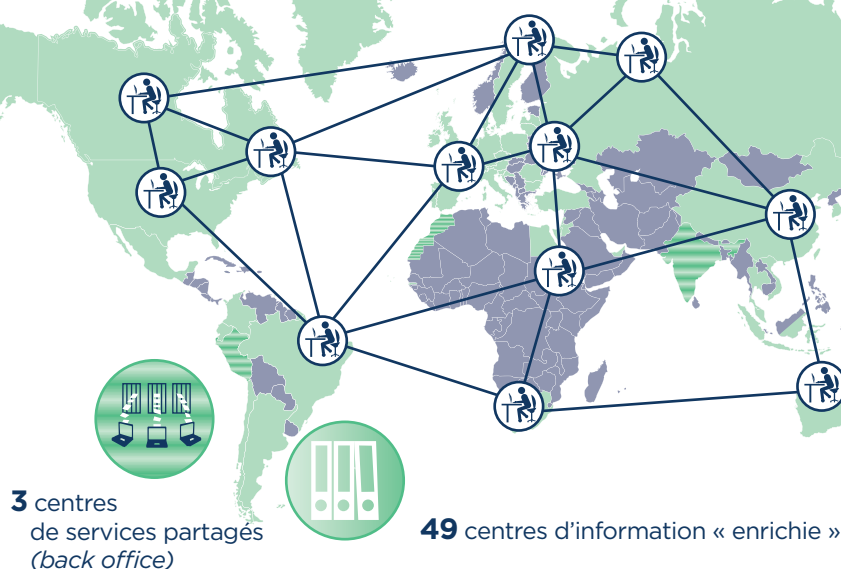 3 centres
de services partagés
(back office)
49 centres d’information « enrichie »